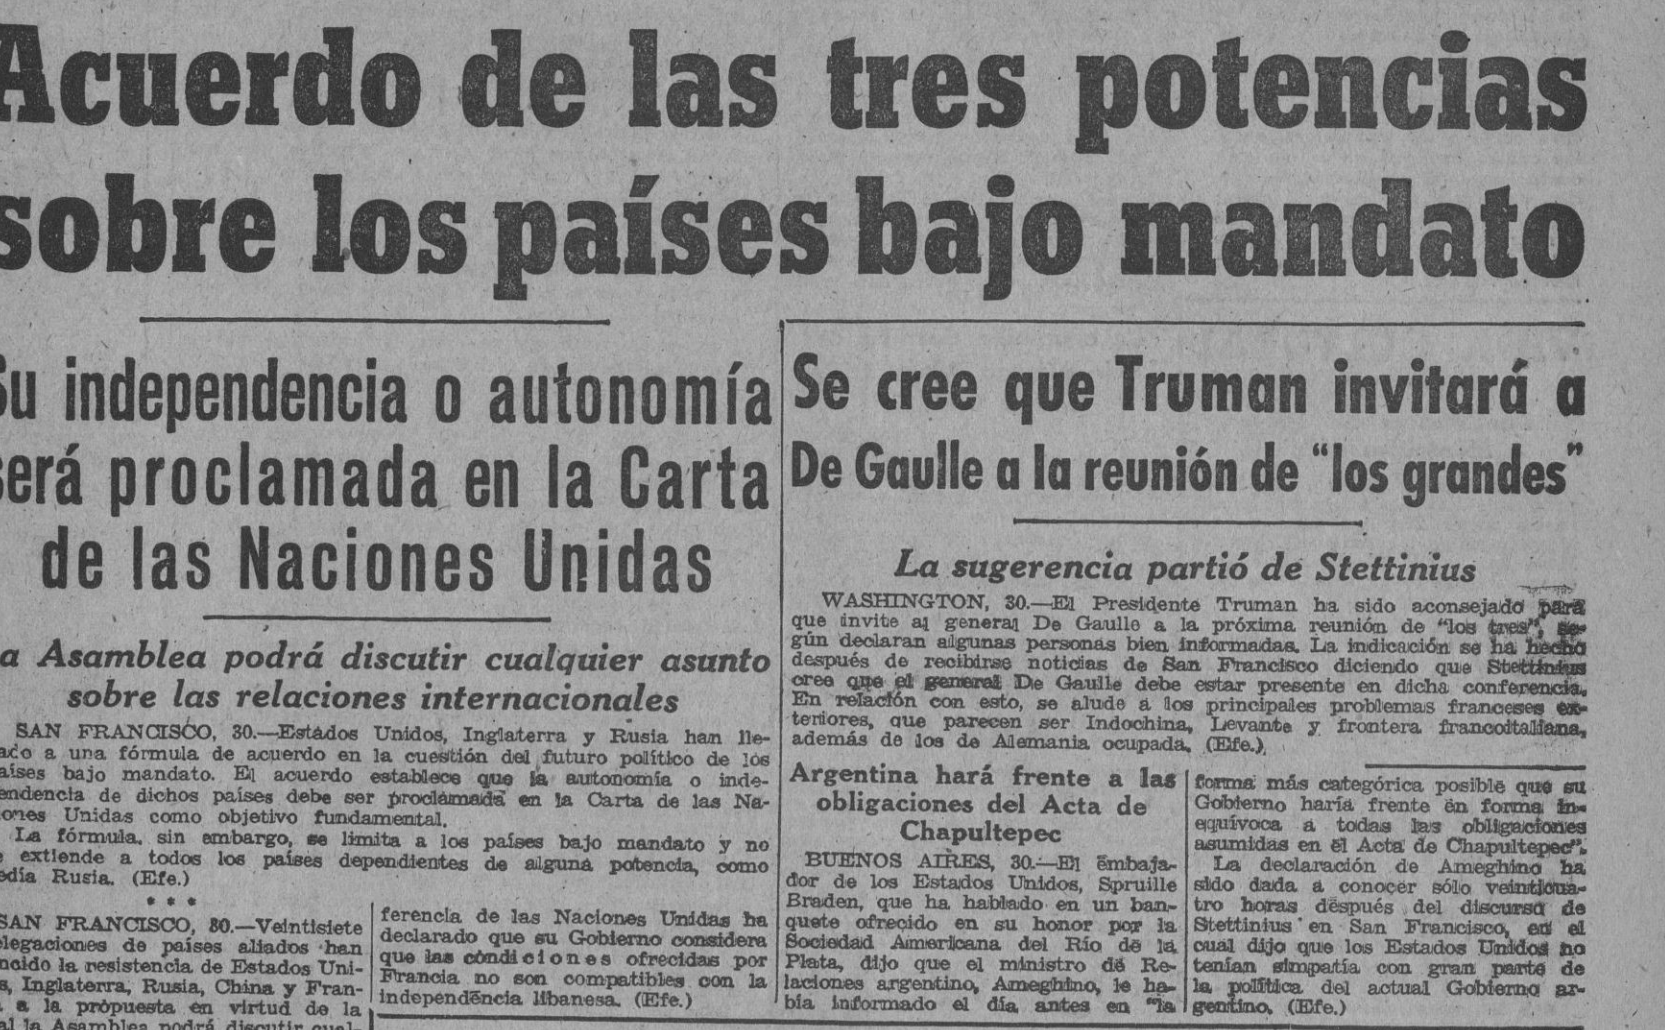 Acuerdo de las tres potencias
sobre los países bajo mandato
Su independencia o autonomía
será proclamada en la Carta
de las Naciones Unidas
a Asamblea podrá discutir cualquier asunto
sobre las relaciones internacionales
SAN FRANCISCO, 30.—Estados Unidos, Inglaterra y Rusia han lle-
ado a una fórmula de acuerdo en la cuestión del futuro político de los
aíses bajo mandato. El acuerdo establece que la autonomía o inde-
endencia de dichos países debe ser proclamada en la Carta de las Na-
ones Unidas como objetivo fundamental.
La fórmula, sin embargo, se limita a los países bajo mandato y no
e extiende a todos los países dependientes de alguna potencia, como
edía Rusia. (Efe.)
* * *
SAN FRANCISCO, 30.—Veintisiete
elegaciones de países aliados han
ncido la resistencia de Estados Uni-
s, Inglaterra, Rusia, China y Fran-
a la propuesta en virtud de la
al la Asamblea podrá discutir cual-
ferencia de las Naciones Unidas ha
declarado que su Gobierno considera
que las condiciones ofrecidas por
Francia no son compatibles con la
independencia libanesa. (Efe.)
Se cree que Truman invitará a
De Gaulle a la reunión de "los grandes"
La sugerencia partió de Stettinius
WASHINGTON, 30.—El Presidente Truman ha sido aconsejado para
que invite al general De Gaulle a la próxima reunión de "los tres", se-
gún declaran algunas personas bien informadas. La indicación se ha hecho
después de recibirse noticias de San Francisco diciendo que Stettinius
cree que el general De Gaulle debe estar presente en dicha conferencia.
En relación con esto, se alude a los principales problemas franceses ex-
teriores, que parecen ser Indochina, Levante y frontera francoitaliana,
además de los de Alemania ocupada. (Efe.)
Argentina hará frente a las
obligaciones del Acta de
Chapultepec
BUENOS AIRES, 30.—El embaja-
dor de los Estados Unidos, Spruille
Braden, que ha hablado en un ban-
quete ofrecido en su honor por la
Sociedad Americana del Río de la
Plata, dijo que el ministro de Re-
laciones argentino, Ameghino, le ha-
bía informado el día antes en "la
forma más categórica posible que su
Gobierno haría frente en forma in-
equívoca a todas las obligaciones
asumidas en el Acta de Chapultepec".
La declaración de Ameghino ha
sido dada a conocer sólo veinticua-
tro horas después del discurso de
Stettinius en San Francisco, en el
cual dijo que los Estados Unidos no
tenían simpatía con gran parte de
la política del actual Gobierno ar-
gentino. (Efe.)